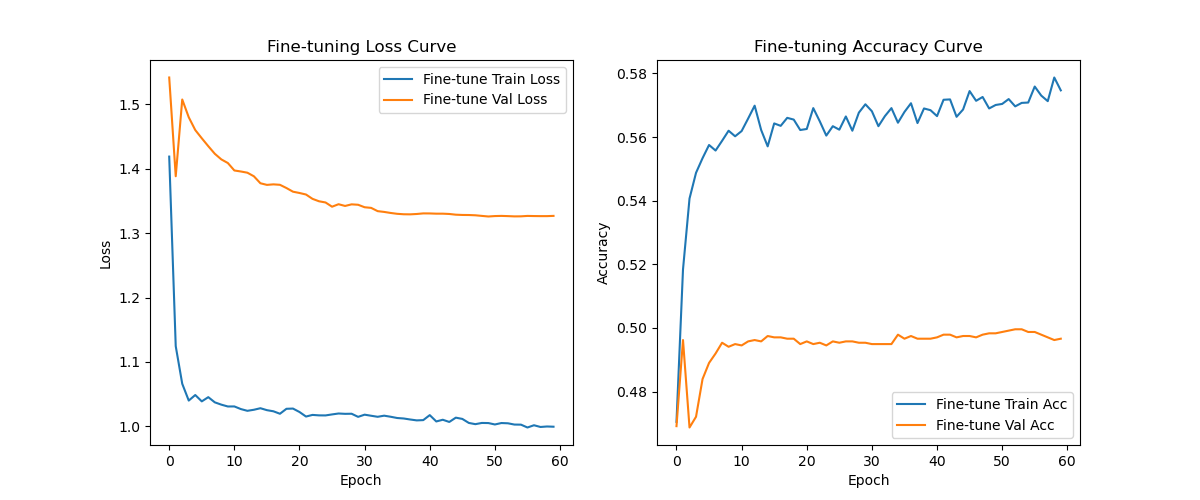 Fine-tuning Loss Curve
Fine-tune Train Loss
Fine-tune Val Loss
1.5
1.4
1.3
1.2
1.1
1.0
Loss
0 10 20 30 40 50 60
Epoch
Fine-tuning Accuracy Curve
0.58
0.56
0.54
0.52
0.50
0.48
Accuracy
Fine-tune Train Acc
Fine-tune Val Acc
0 10 20 30 40 50 60
Epoch